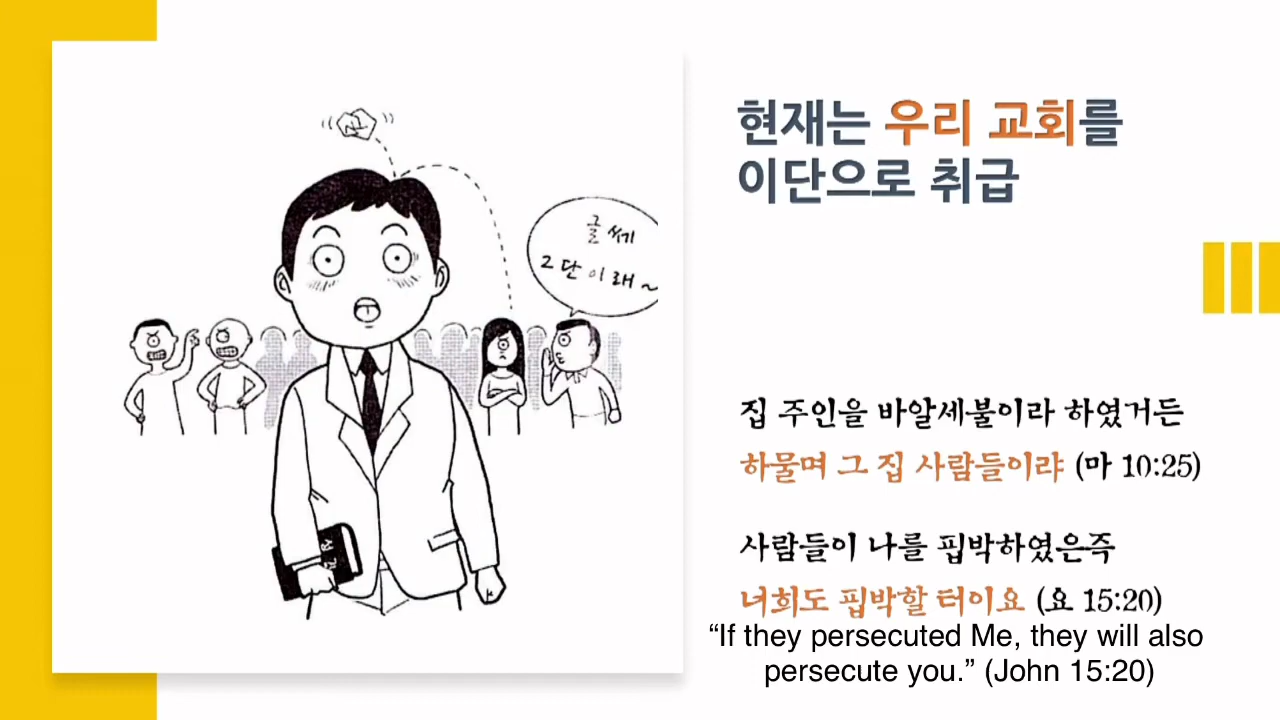 현재는 우리 교회를
이단으로 취급
글쎄
2단이래~
집 주인을 바알세불이라 하였거든
하물며 그 집 사람들이랴 (마 10:25)
사람들이 나를 핍박하였은즉
너희도 핍박할 터이요 (요 15:20)
“If they persecuted Me, they will also
persecute you.” (John 15:20)